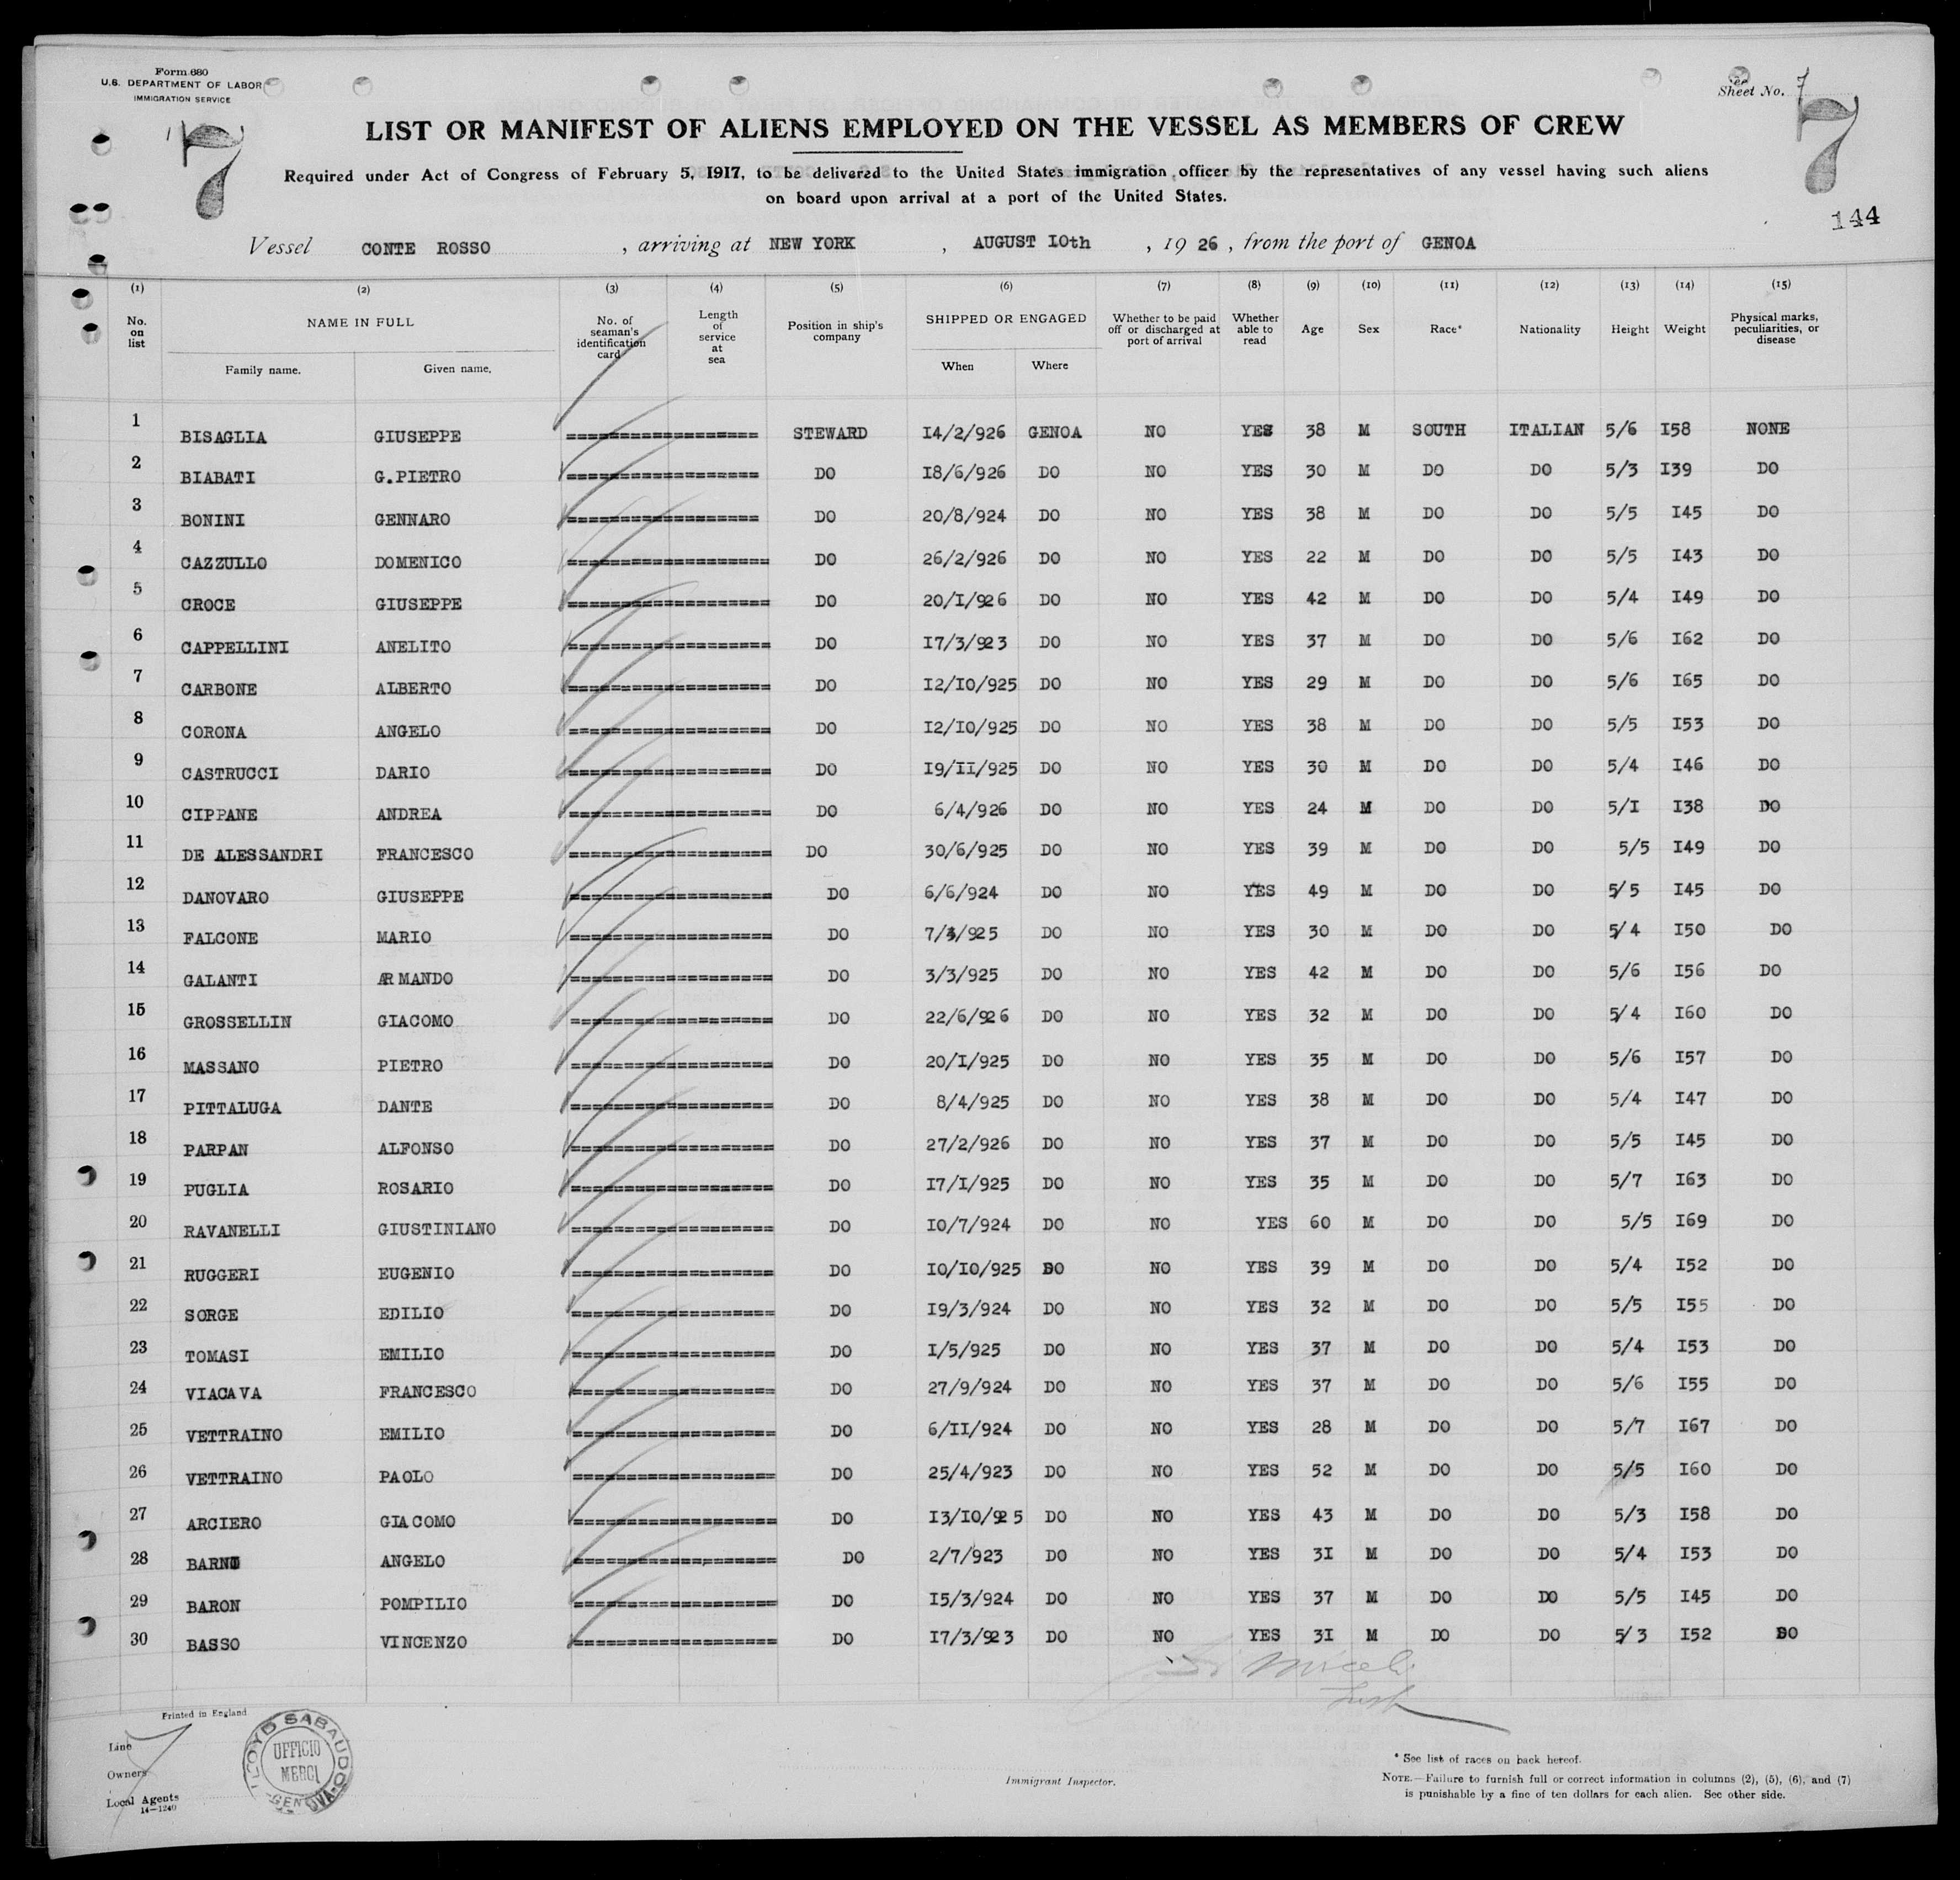 Form 680
U.S. DEPARTMENT OF LABOR
IMMIGRATION SERVICE
Sheet No. 7
7
7
LIST OR MANIFEST OF ALIENS EMPLOYED ON THE VESSEL AS MEMBERS OF CREW
Required under Act of Congress of February 5, 1917, to be delivered to the United States immigration officer by the representatives of any vessel having such aliens
on board upon arrival at a port of the United States.
144
Vessel CONTE ROSSO , arriving at NEW YORK , AUGUST I0th , 19 26 , from the port of GENOA
(1) (2) (3) (4) (5) (6) (7) (8) (9) (10) (11) (12) (13) (14) (15)
No. on list NAME IN FULL Family name. Given name. No. of seaman's identification card Length of service at sea Position in ship's company SHIPPED OR ENGAGED When Where Whether to be paid off or discharged at port of arrival Whether able to read Age Sex Race* Nationality Height Weight Physical marks, peculiarities, or disease
1 BISAGLIA GIUSEPPE ================== STEWARD I4/2/926 GENOA NO YES 38 M SOUTH ITALIAN 5/6 I58 NONE
2 BIABATI G.PIETRO ================== DO I8/6/926 DO NO YES 30 M DO DO 5/3 I39 DO
3 BONINI GENNARO ================== DO 20/8/924 DO NO YES 38 M DO DO 5/5 I45 DO
4 CAZZULLO DOMENICO =================== DO 26/2/926 DO NO YES 22 M DO DO 5/5 I43 DO
5 CROCE GIUSEPPE =================== DO 20/I/926 DO NO YES 42 M DO DO 5/4 I49 DO
6 CAPPELLINI ANELITO =================== DO I7/3/923 DO NO YES 37 M DO DO 5/6 I62 DO
7 CARBONE ALBERTO =================== DO I2/I0/925 DO NO YES 29 M DO DO 5/6 I65 DO
8 CORONA ANGELO =================== DO I2/I0/925 DO NO YES 38 M DO DO 5/5 I53 DO
9 CASTRUCCI DARIO =================== DO I9/II/925 DO NO YES 30 M DO DO 5/4 I46 DO
10 CIPPANE ANDREA =================== DO 6/4/926 DO NO YES 24 M DO DO 5/I I38 DO
11 DE ALESSANDRI FRANCESCO =================== DO 30/6/925 DO NO YES 39 M DO DO 5/5 I49 DO
12 DANOVARO GIUSEPPE =================== DO 6/6/924 DO NO YES 49 M DO DO 5/5 I45 DO
13 FALCONE MARIO =================== DO 7/3/925 DO NO YES 30 M DO DO 5/4 I50 DO
14 GALANTI ARMANDO =================== DO 3/3/925 DO NO YES 42 M DO DO 5/6 I56 DO
15 GROSSELLIN GIACOMO =================== DO 22/6/926 DO NO YES 32 M DO DO 5/4 I60 DO
16 MASSANO PIETRO =================== DO 20/I/925 DO NO YES 35 M DO DO 5/6 I57 DO
17 PITTALUGA DANTE =================== DO 8/4/925 DO NO YES 38 M DO DO 5/4 I47 DO
18 PARPAN ALFONSO =================== DO 27/2/926 DO NO YES 37 M DO DO 5/5 I45 DO
19 PUGLIA ROSARIO =================== DO I7/I/925 DO NO YES 35 M DO DO 5/7 I63 DO
20 RAVANELLI GIUSTINIANO =================== DO I0/7/924 DO NO YES 60 M DO DO 5/5 I69 DO
21 RUGGERI EUGENIO =================== DO I0/I0/925 DO NO YES 39 M DO DO 5/4 I52 DO
22 SORGE EDILIO =================== DO I9/3/924 DO NO YES 32 M DO DO 5/5 I55 DO
23 TOMASI EMILIO =================== DO I/5/925 DO NO YES 37 M DO DO 5/4 I53 DO
24 VIACAVA FRANCESCO =================== DO 27/9/924 DO NO YES 37 M DO DO 5/6 I55 DO
25 VETTRAINO EMILIO =================== DO 6/II/924 DO NO YES 28 M DO DO 5/7 I67 DO
26 VETTRAINO PAOLO =================== DO 25/4/923 DO NO YES 52 M DO DO 5/5 I60 DO
27 ARCIERO GIACOMO =================== DO I3/I0/925 DO NO YES 43 M DO DO 5/3 I58 DO
28 ANGELO =================== DO 2/7/923 DO NO YES 3I M DO DO 5/4 I53 DO
29 BARON POMPILIO =================== DO I5/3/924 DO NO YES 37 M DO DO 5/5 I45 DO
30 BASSO VINCENZO =================== DO I7/3/923 DO NO YES 3I M DO DO 5/3 I52 DO
Printed in England
Line
Owners
Local Agents
14—1240
LLOYD SABAUDO
UFFICIO
MERCI
GENOVA
Immigrant Inspector.
* See list of races on back hereof.
NOTE.—Failure to furnish full or correct information in columns (2), (5), (6), and (7)
is punishable by a fine of ten dollars for each alien. See other side.